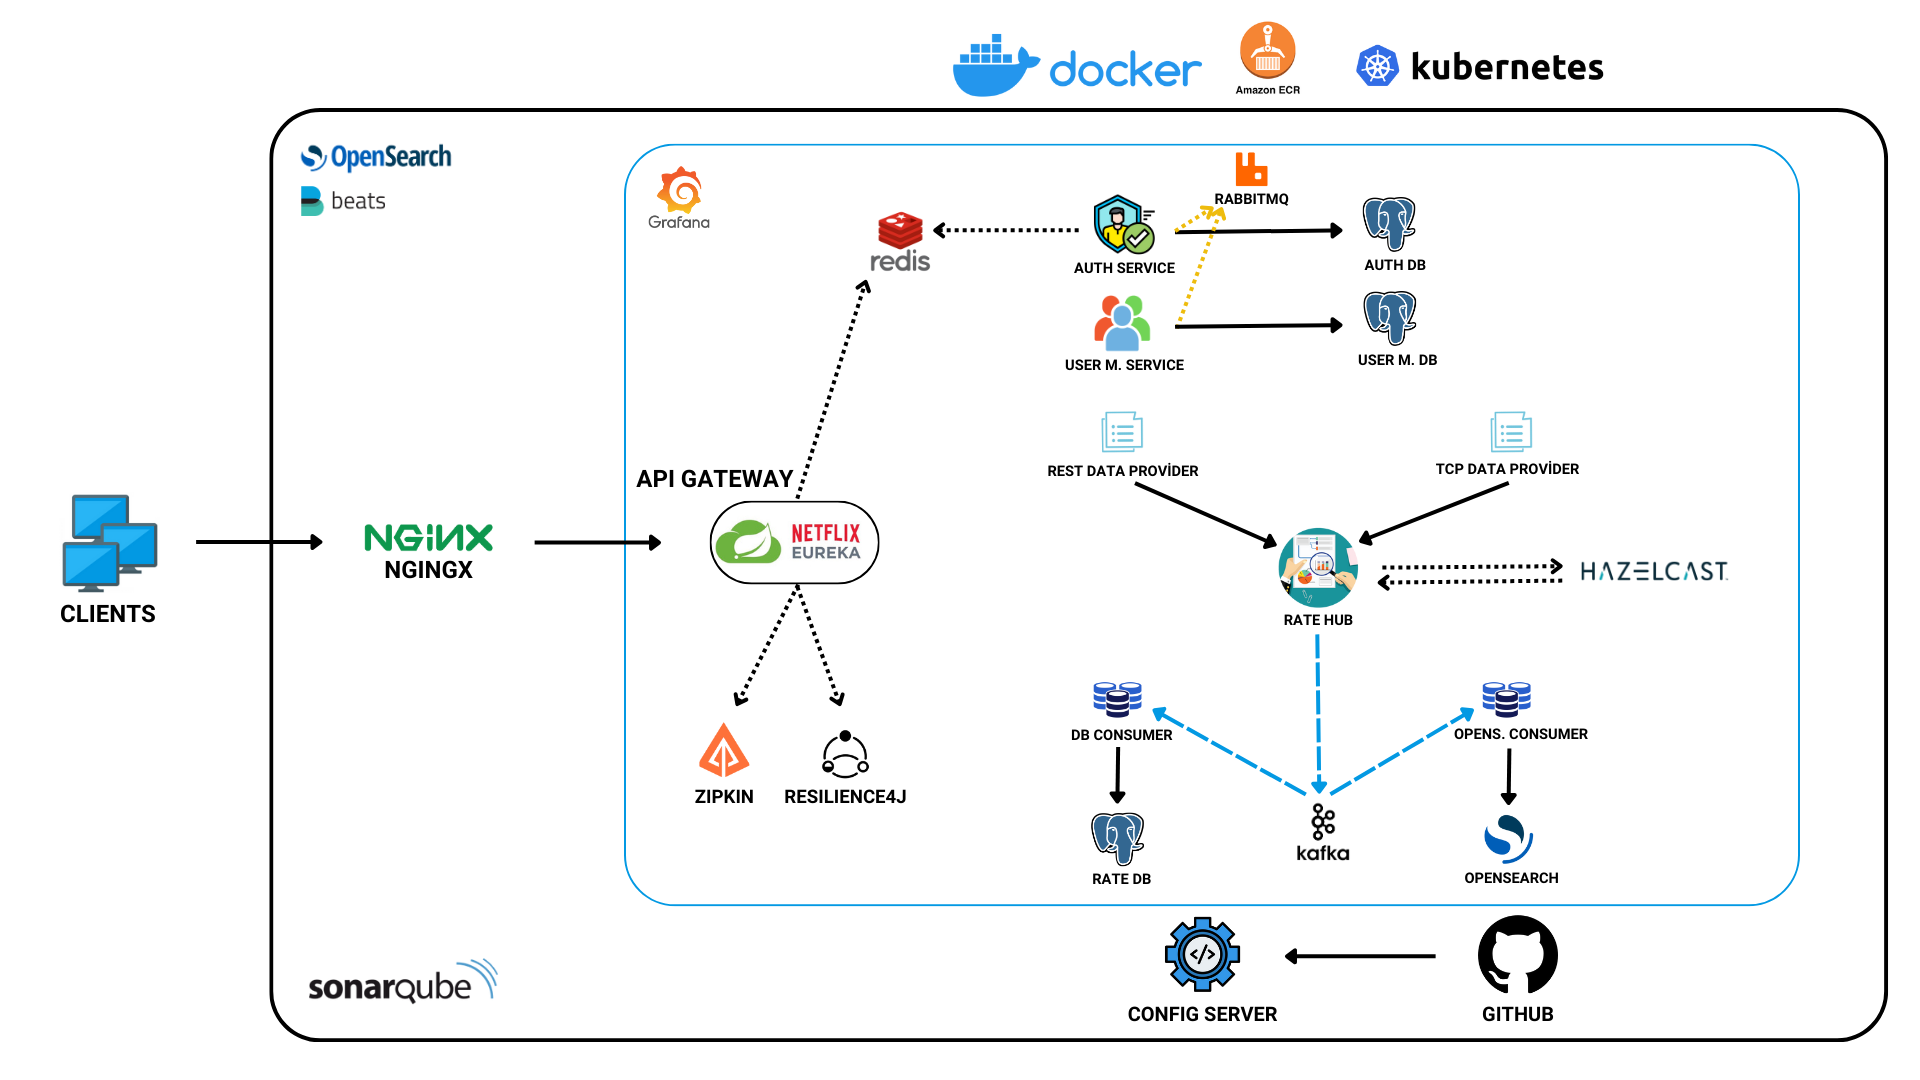 docker
Amazon ECR
kubernetes
OpenSearch
beats
Grafana
redis
RABBITMQ
AUTH SERVICE
AUTH DB
USER M. SERVICE
USER M. DB
REST DATA PROVİDER
TCP DATA PROVİDER
API GATEWAY
NETFLIX
EUREKA
NGiNX
NGINGX
CLIENTS
HAZELCAST
RATE HUB
DB CONSUMER
OPENS. CONSUMER
ZIPKIN
RESILIENCE4J
kafka
RATE DB
OPENSEARCH
</>
sonarqube
CONFIG SERVER
GITHUB